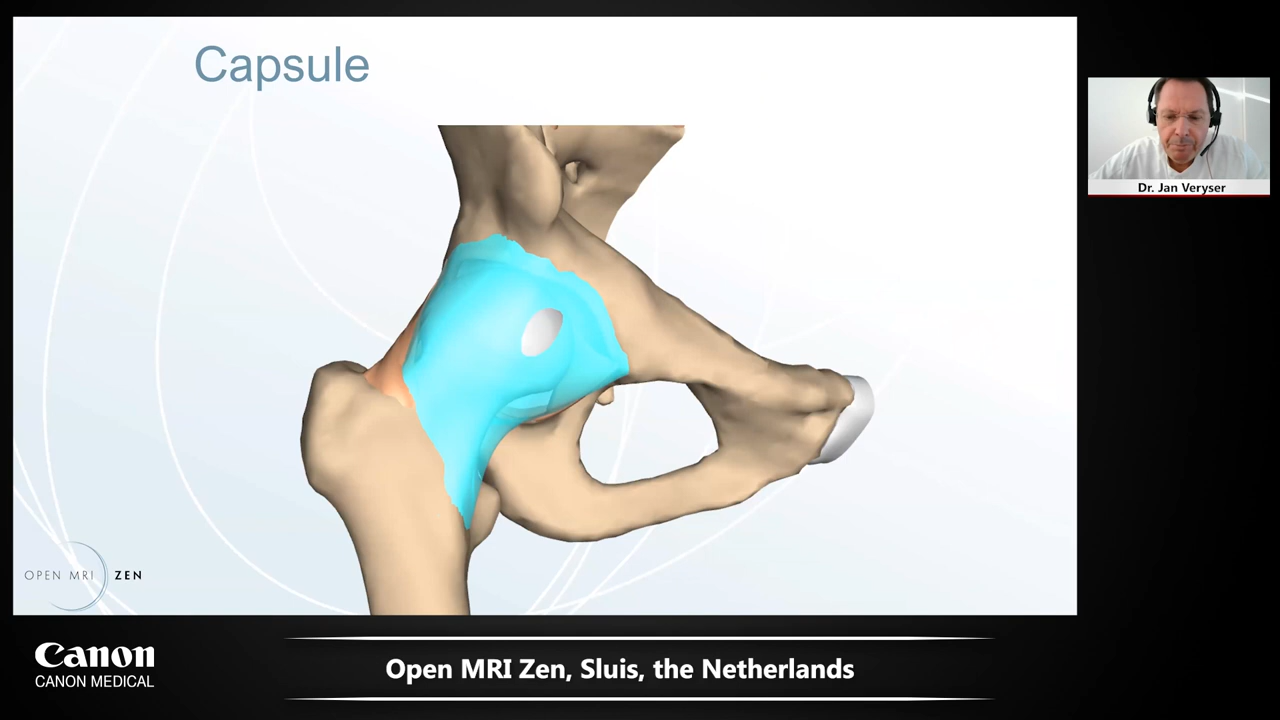 Capsule
Dr. Jan Veryser
OPEN MRI ZEN
Canon
CANON MEDICAL
Open MRI Zen, Sluis, the Netherlands